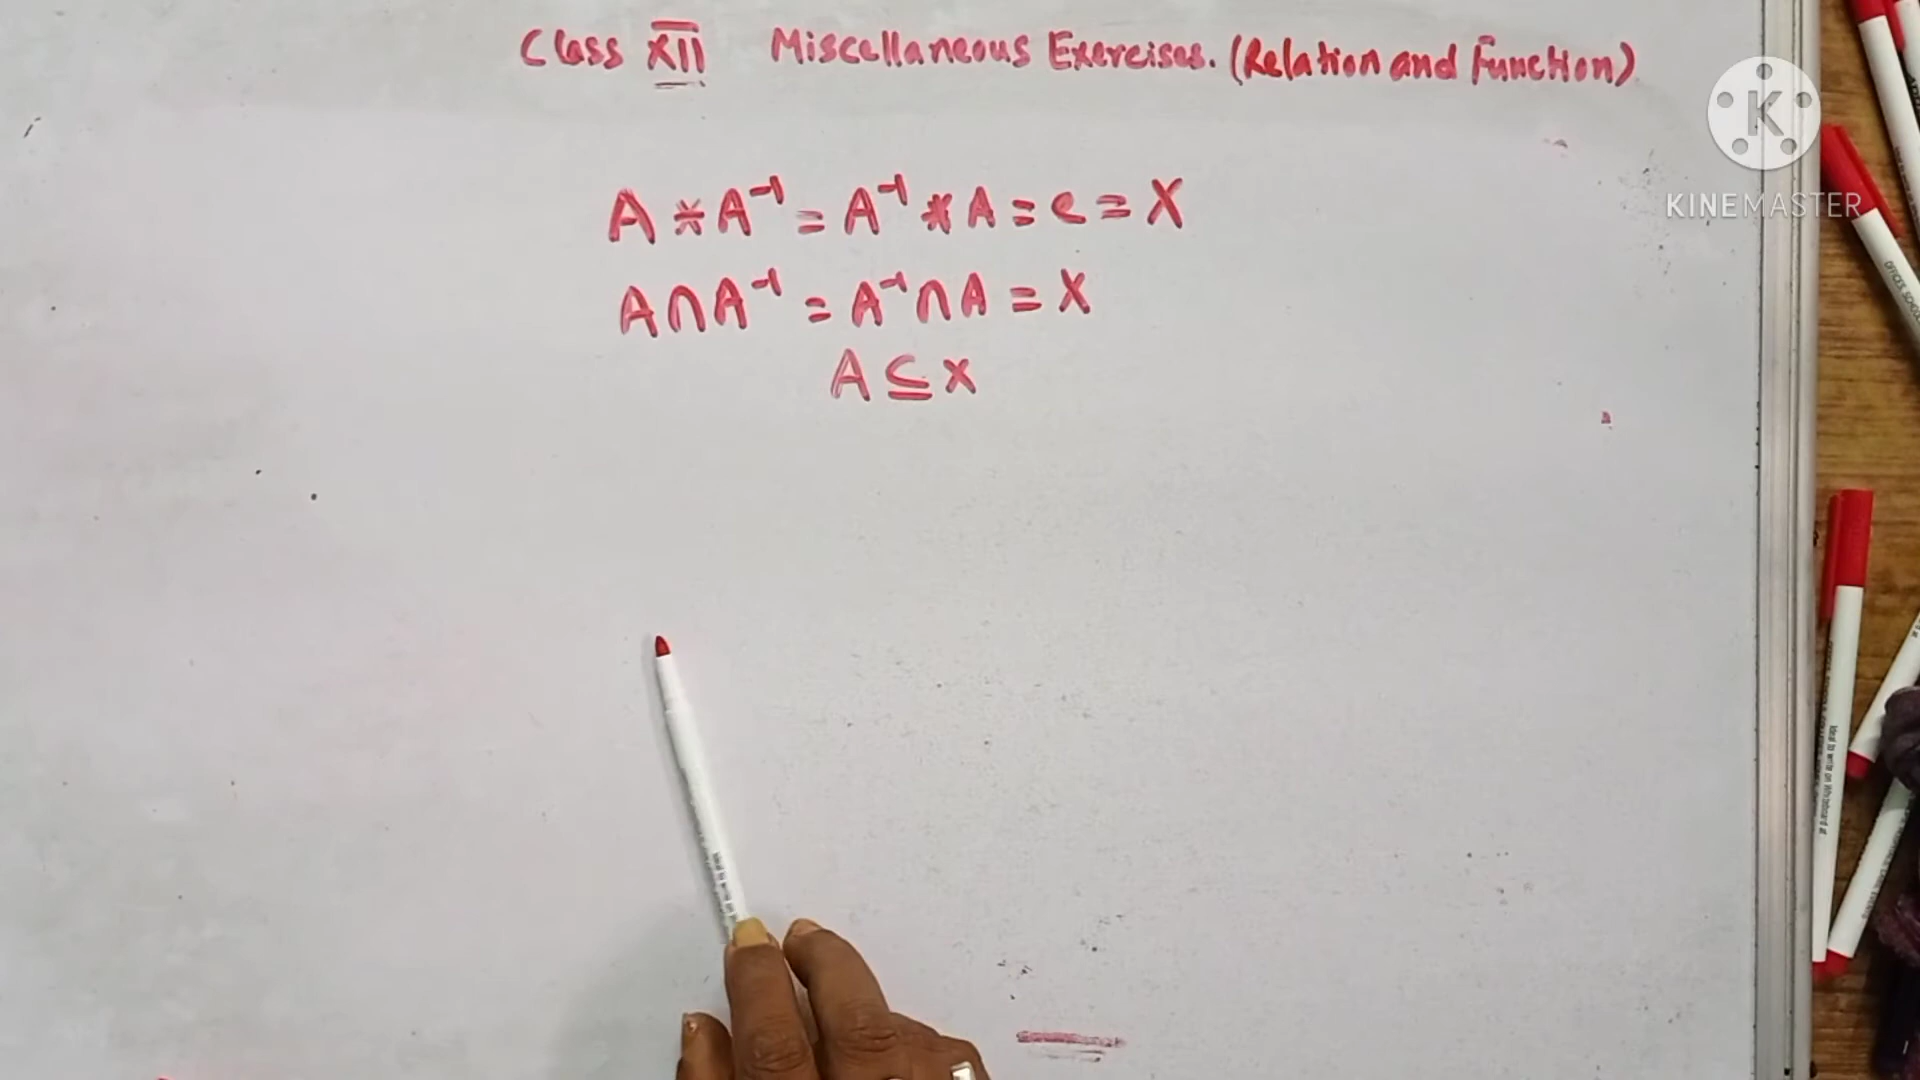 Class XII Miscellaneous Exercises. (Relation and Function)
K
KINEMASTER
A * A⁻¹ = A⁻¹ * A = e = X
A ∩ A⁻¹ = A⁻¹ ∩ A = X
A ⊆ X